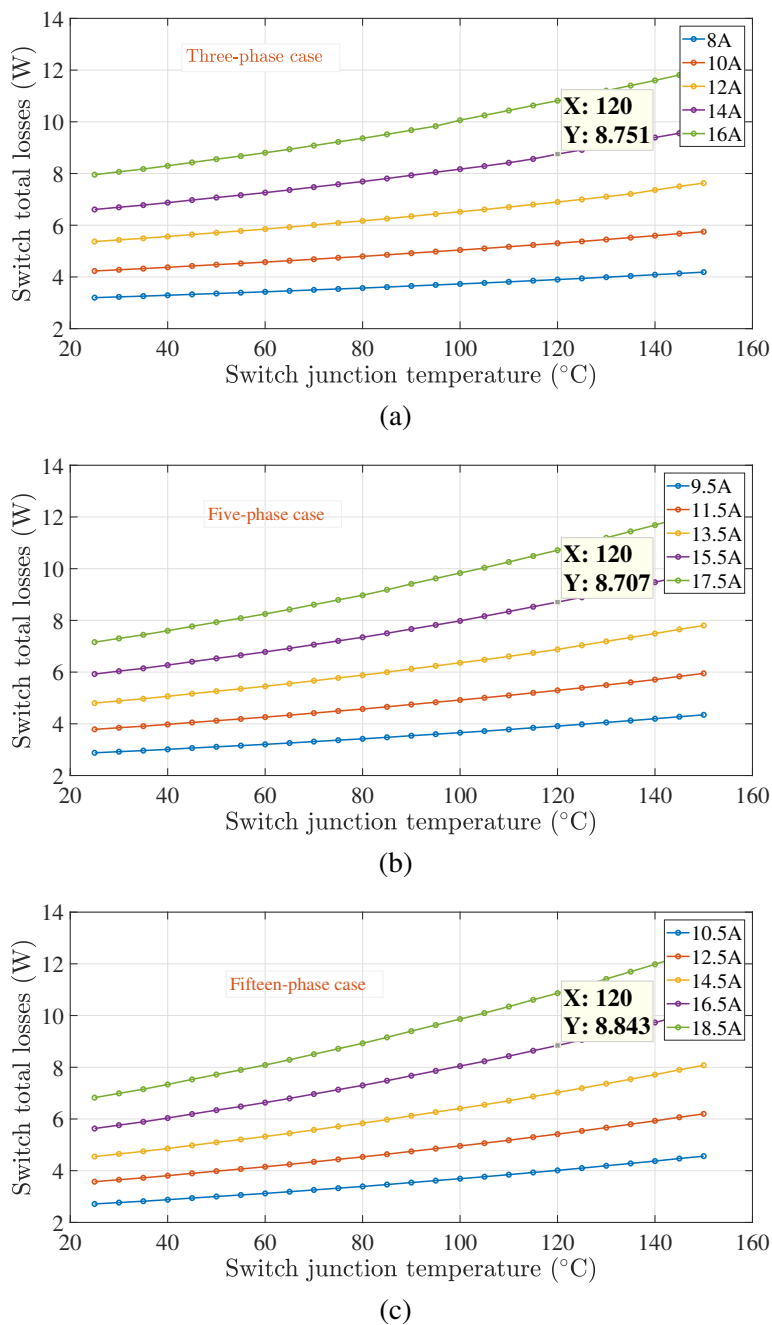 14
12
10
8
6
4
2
Switch total losses (W)
Three-phase case
8A
10A
12A
14A
16A
X: 120
Y: 8.751
20
40
60
80
100
120
140
160
Switch junction temperature (°C)
(a)
14
12
10
8
6
4
2
Switch total losses (W)
Five-phase case
9.5A
11.5A
13.5A
15.5A
17.5A
X: 120
Y: 8.707
20
40
60
80
100
120
140
160
Switch junction temperature (°C)
(b)
14
12
10
8
6
4
2
Switch total losses (W)
Fifteen-phase case
10.5A
12.5A
14.5A
16.5A
18.5A
X: 120
Y: 8.843
20
40
60
80
100
120
140
160
Switch junction temperature (°C)
(c)